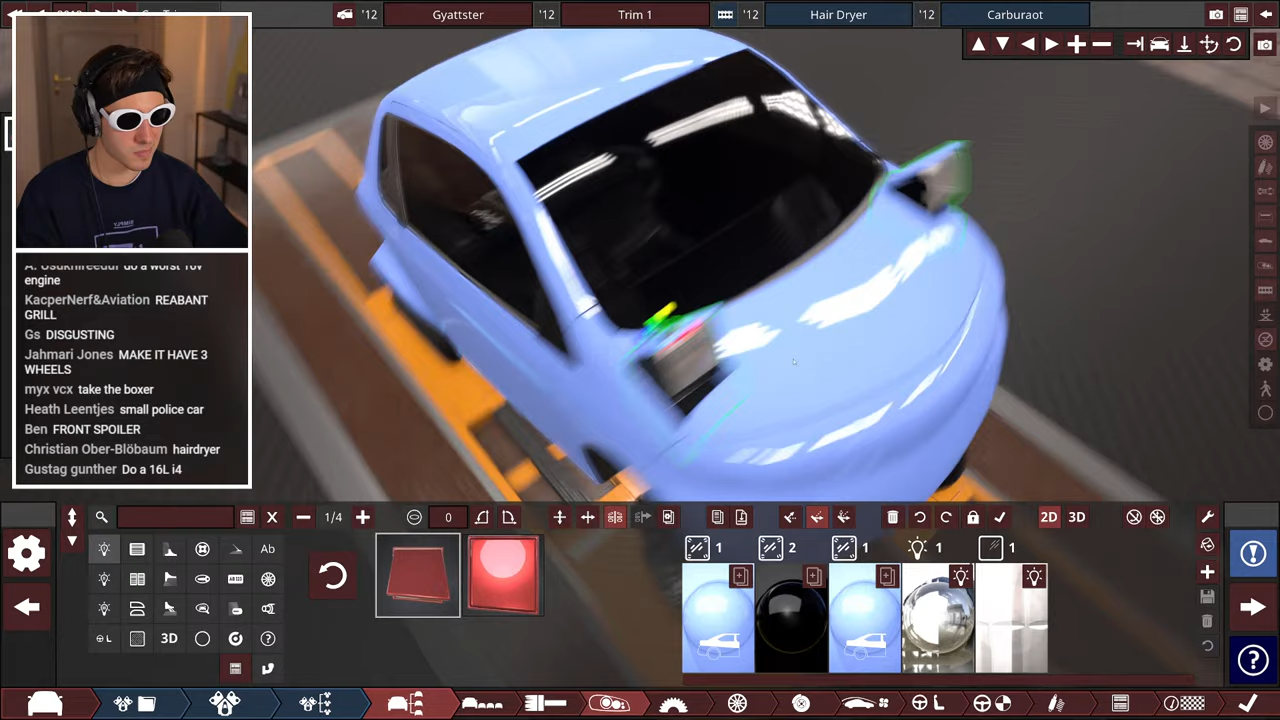 '12 Gyattster '12 Trim 1 '12 Hair Dryer '12 Carburaot
do a worst 16v
engine
KacperNerf&Aviation REABANT
GRILL
Gs DISGUSTING
Jahmari Jones MAKE IT HAVE 3
WHEELS
myx vcx take the boxer
Heath Leentjes small police car
Ben FRONT SPOILER
Christian Ober-Blöbaum hairdryer
Gustag gunther Do a 16L i4
X 1/4 0 2D 3D
Ab
1 2 1 1 1
L 3D
L